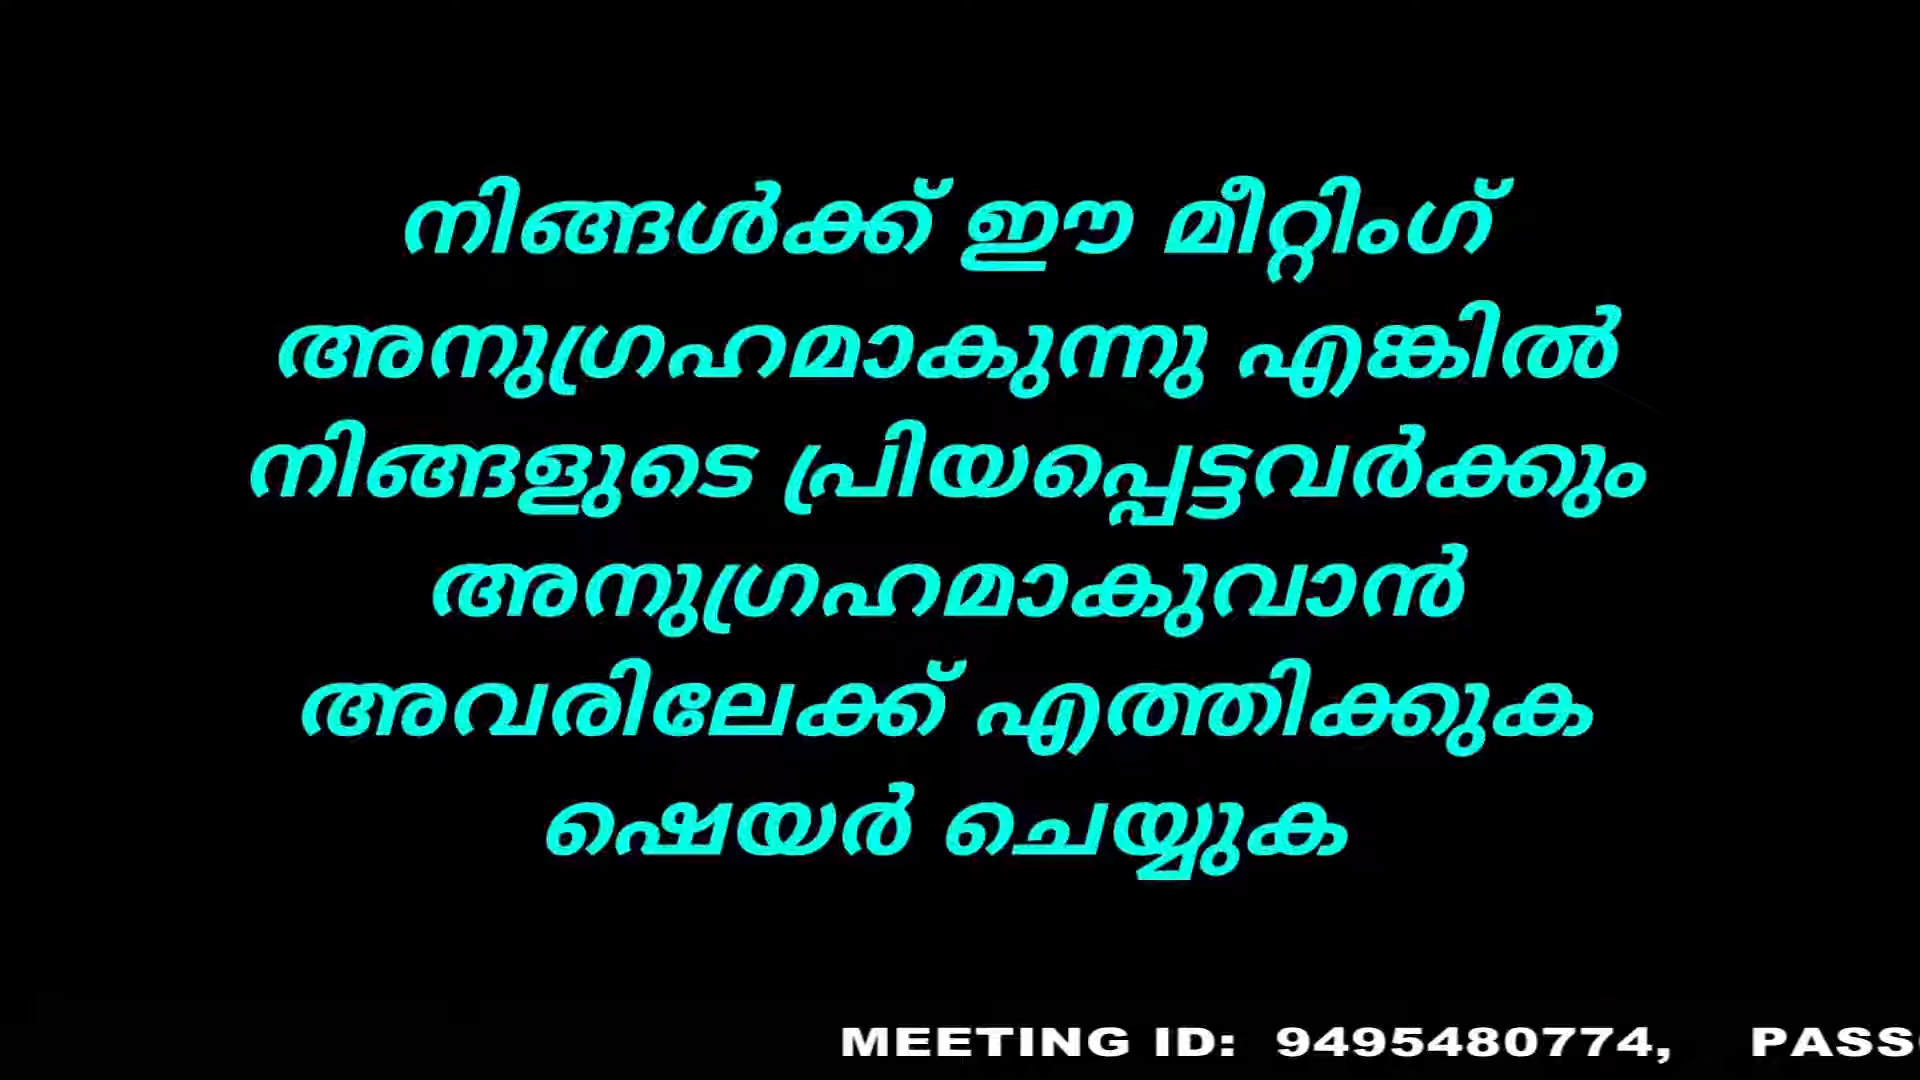 നിങ്ങൾക്ക് ഈ മീറ്റിംഗ്
അനുഗ്രഹമാകുന്നു എങ്കിൽ
നിങ്ങളുടെ പ്രിയപ്പെട്ടവർക്കും
അനുഗ്രഹമാകുവാൻ
അവരിലേക്ക് എത്തിക്കുക
ഷെയർ ചെയ്യുക
MEETING ID: 9495480774,